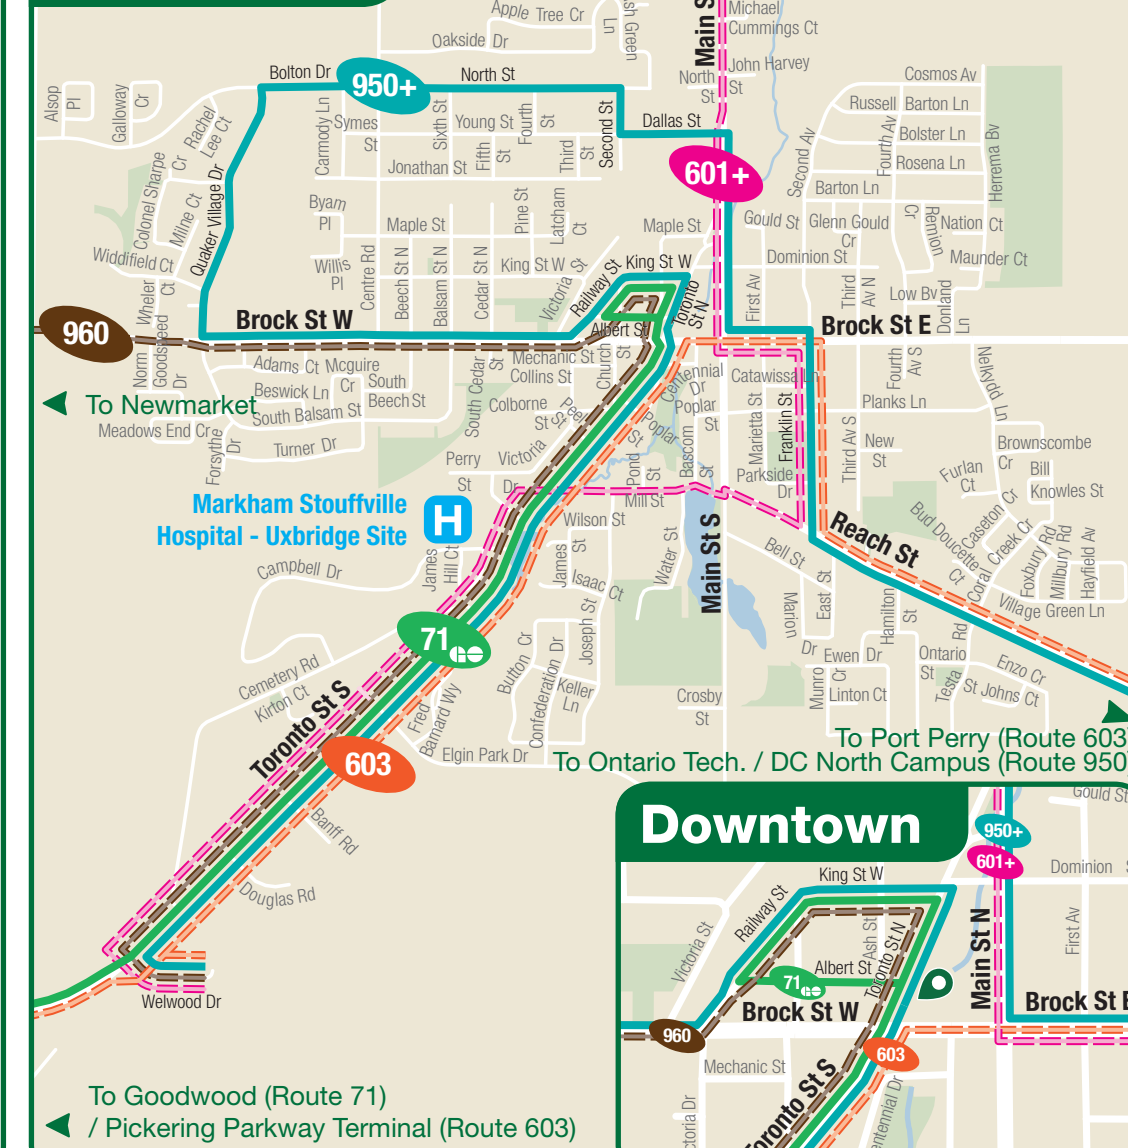 Apple Tree Cr
Oakside Dr
Ln
sh Green
Main S
Michael
Cummings Ct
Bolton Dr
950+
North St
John Harvey
St
North
St
Cosmos Av
Alsop
Pl
Galloway
Cr
Rachel
Lee Ct
Carmody Ln
Symes
St
Sixth St
Young St
Fourth
St
Second St
Dallas St
Russell
Barton Ln
Fourth Av
Bolster Ln
Rosena Ln
Herrema Bv
Second Av
Jonathan St
Fifth
St
Third
St
601+
Barton Ln
Colonel Sharpe
Cr
Milne Ct
Quaker Village Dr
Widdifield Ct
Byam
Pl
Maple St
Pine St
Latcham
Ct
Maple St
Gould St
Glenn Gould
Cr
Cr
Remion
Nation Ct
Maunder Ct
Dominion St
Willis
Pl
Centre Rd
Beech St N
Balsam St N
Cedar St N
King St W
Victoria St
Railway St
King St W
Toronto
St N
First Av
Third
Av N
Low Bv
Donland
Ln
Wheler
Ct
960
Brock St W
Albert St
Brock St E
Norm
Goodseed
Dr
Adams Ct
Mcguire
Cr
Beswick Ln
South
Beech St
South Balsam St
South Cedar
St
Mechanic St
Collins St
Church
St
Centennial
Dr
Catawissa Ln
Fourth
Av S
Nelkydd Ln
To Newmarket
Meadows End Cr
Forsythe
Dr
Turner Dr
Colborne
St
Peel
St
Poplar
St
Poplar
St
Marietta St
Franklin St
Planks Ln
Third Av S
New
St
Brownscombe
Cr
Perry
St
Victoria
Dr
Pond
St
Bascom
St
Parkside
Dr
Furlan
Ct
Bill
Knowles St
Markham Stouffville
Hospital - Uxbridge Site
H
Mill St
Wilson St
Main St S
Reach St
Bud Doucette
Ct
Caseton Cr
Coral Creek Cr
Foxbury Rd
Millbury Rd
Hayfield Av
Campbell Dr
James
Hill Ct
James
St
Isaac Ct
Water St
Bell St
East St
Marion
Dr
Hamilton
St
Village Green Ln
71
Joseph St
Button Cr
Confederation Dr
Keller
Ln
Ewen Dr
Munro
Cr
Linton Ct
Ontario
St
Testa
Rd
Enzo Cr
St Johns Ct
Cemetery Rd
Kirton Ct
Toronto St S
Fred
Barnard Wy
Elgin Park Dr
Crosby
St
603
To Port Perry (Route 603
To Ontario Tech. / DC North Campus (Route 950
Banff Rd
Douglas Rd
Welwood Dr
Downtown
950+
601+
Gould St
Dominion S
King St W
Railway St
Victoria St
Ash St
Albert St
Toronto St N
71
Main St N
First Av
Brock St W
Brock St E
960
603
Mechanic St
Toronto St S
ctoria Dr
entennial Dr
To Goodwood (Route 71)
/ Pickering Parkway Terminal (Route 603)